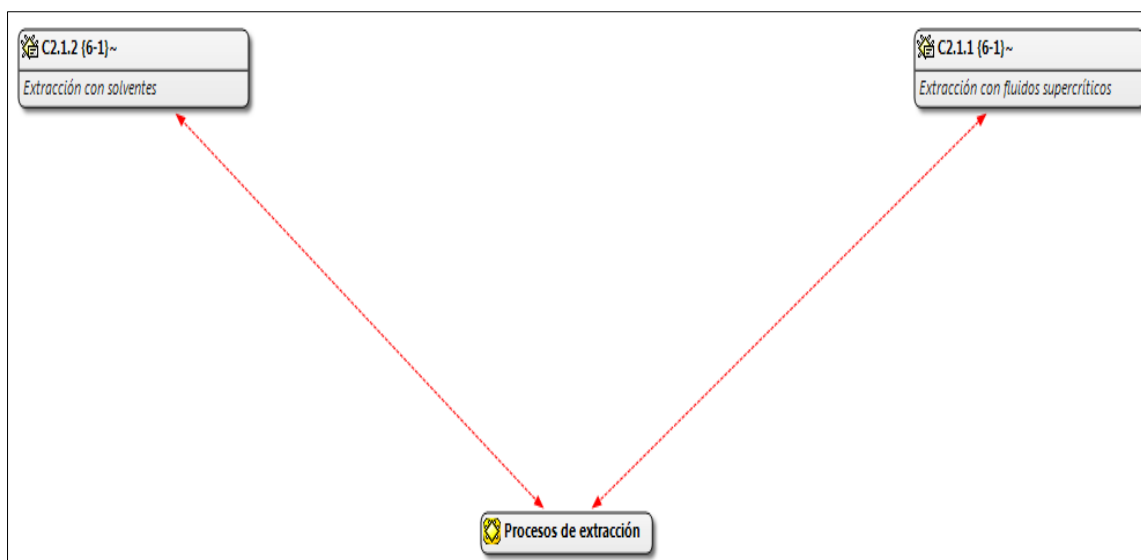 C2.1.2 {6-1}~
Extracción con solventes
C2.1.1 {6-1}~
Extracción con fluidos supercríticos
Procesos de extracción